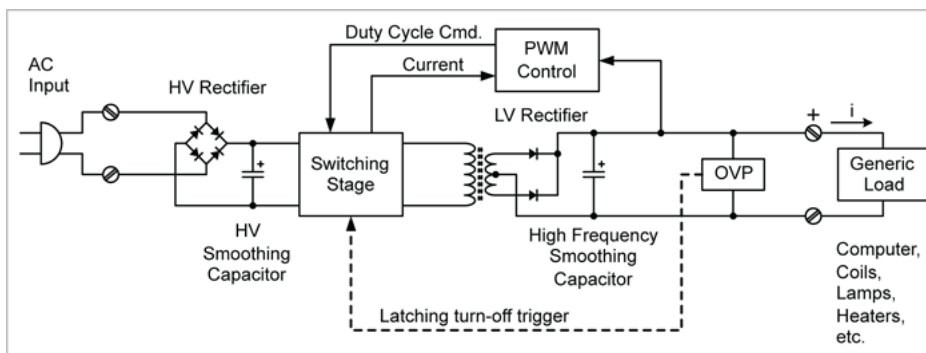 Duty Cycle Cmd.
PWM
Control
AC
Input
Current
HV Rectifier
LV Rectifier
+
i
+
+
Switching
Stage
OVP
Generic
Load
HV
Smoothing
Capacitor
High Frequency
Smoothing
Capacitor
Computer,
Coils,
Lamps,
Heaters,
etc.
Latching turn-off trigger